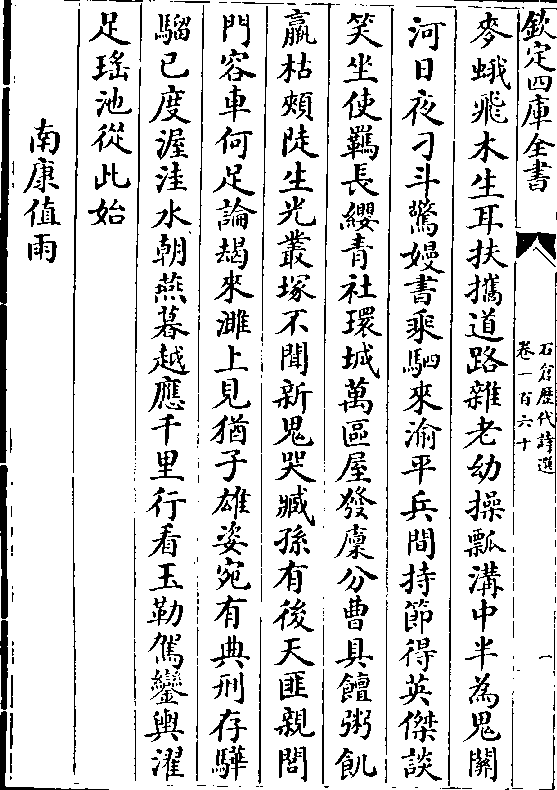 欽定四庫全書
石倉歷代詩選
卷一百六十
一
麥蛾飛木生耳扶攜道路雜老幼操瓢溝中半為鬼關
河日夜刁斗驚嫚書乘駟來渝平兵間持節得英傑談
笑坐使羈長纓青社環城萬區屋發廩分曹具饘粥飢
羸枯頰陡生光叢塚不聞新鬼哭臧孫有後天匪親閭
門容車何足論朅來濉上見猶子雄姿宛有典刑存驊
騮已度渥洼水朝燕暮越應千里行看玉勒駕鑾輿濯
足瑤池從此始
南康值雨